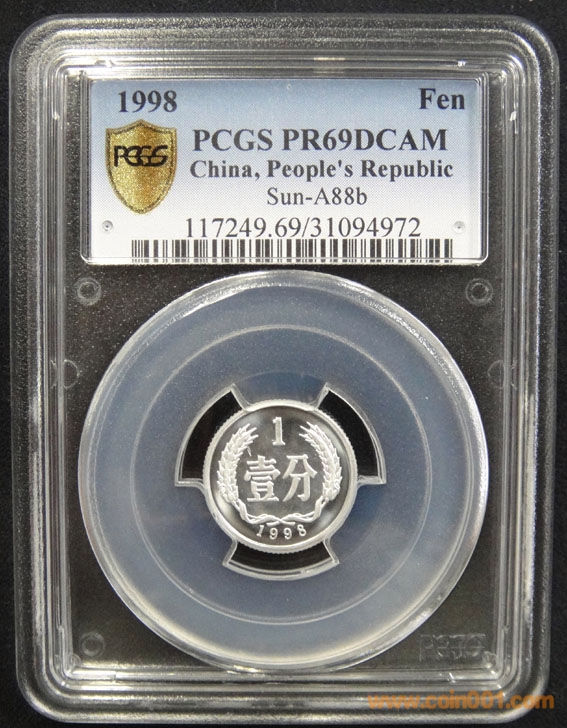 1998 Fen
PCGS
PCGS PR69DCAM
China, People's Republic
Sun-A88b
117249.69/31094972
1
壹分
1998
PCGS
www.coin001.com